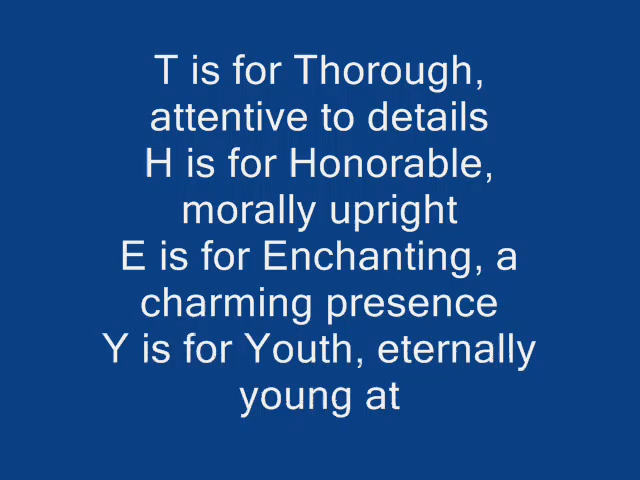 T is for Thorough,
attentive to details
H is for Honorable,
morally upright
E is for Enchanting, a
charming presence
Y is for Youth, eternally
young at